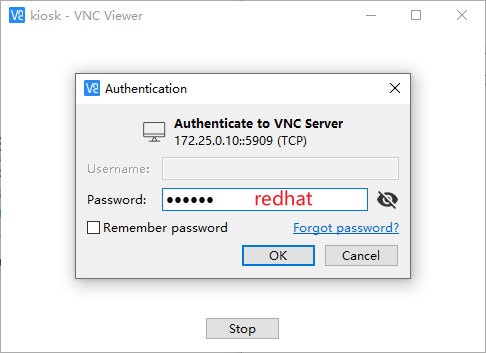 kiosk - VNC Viewer
Authentication
Authenticate to VNC Server
172.25.0.10::5909 (TCP)
Username:
Password: •••••• redhat
Remember password Forgot password?
OK Cancel
Stop